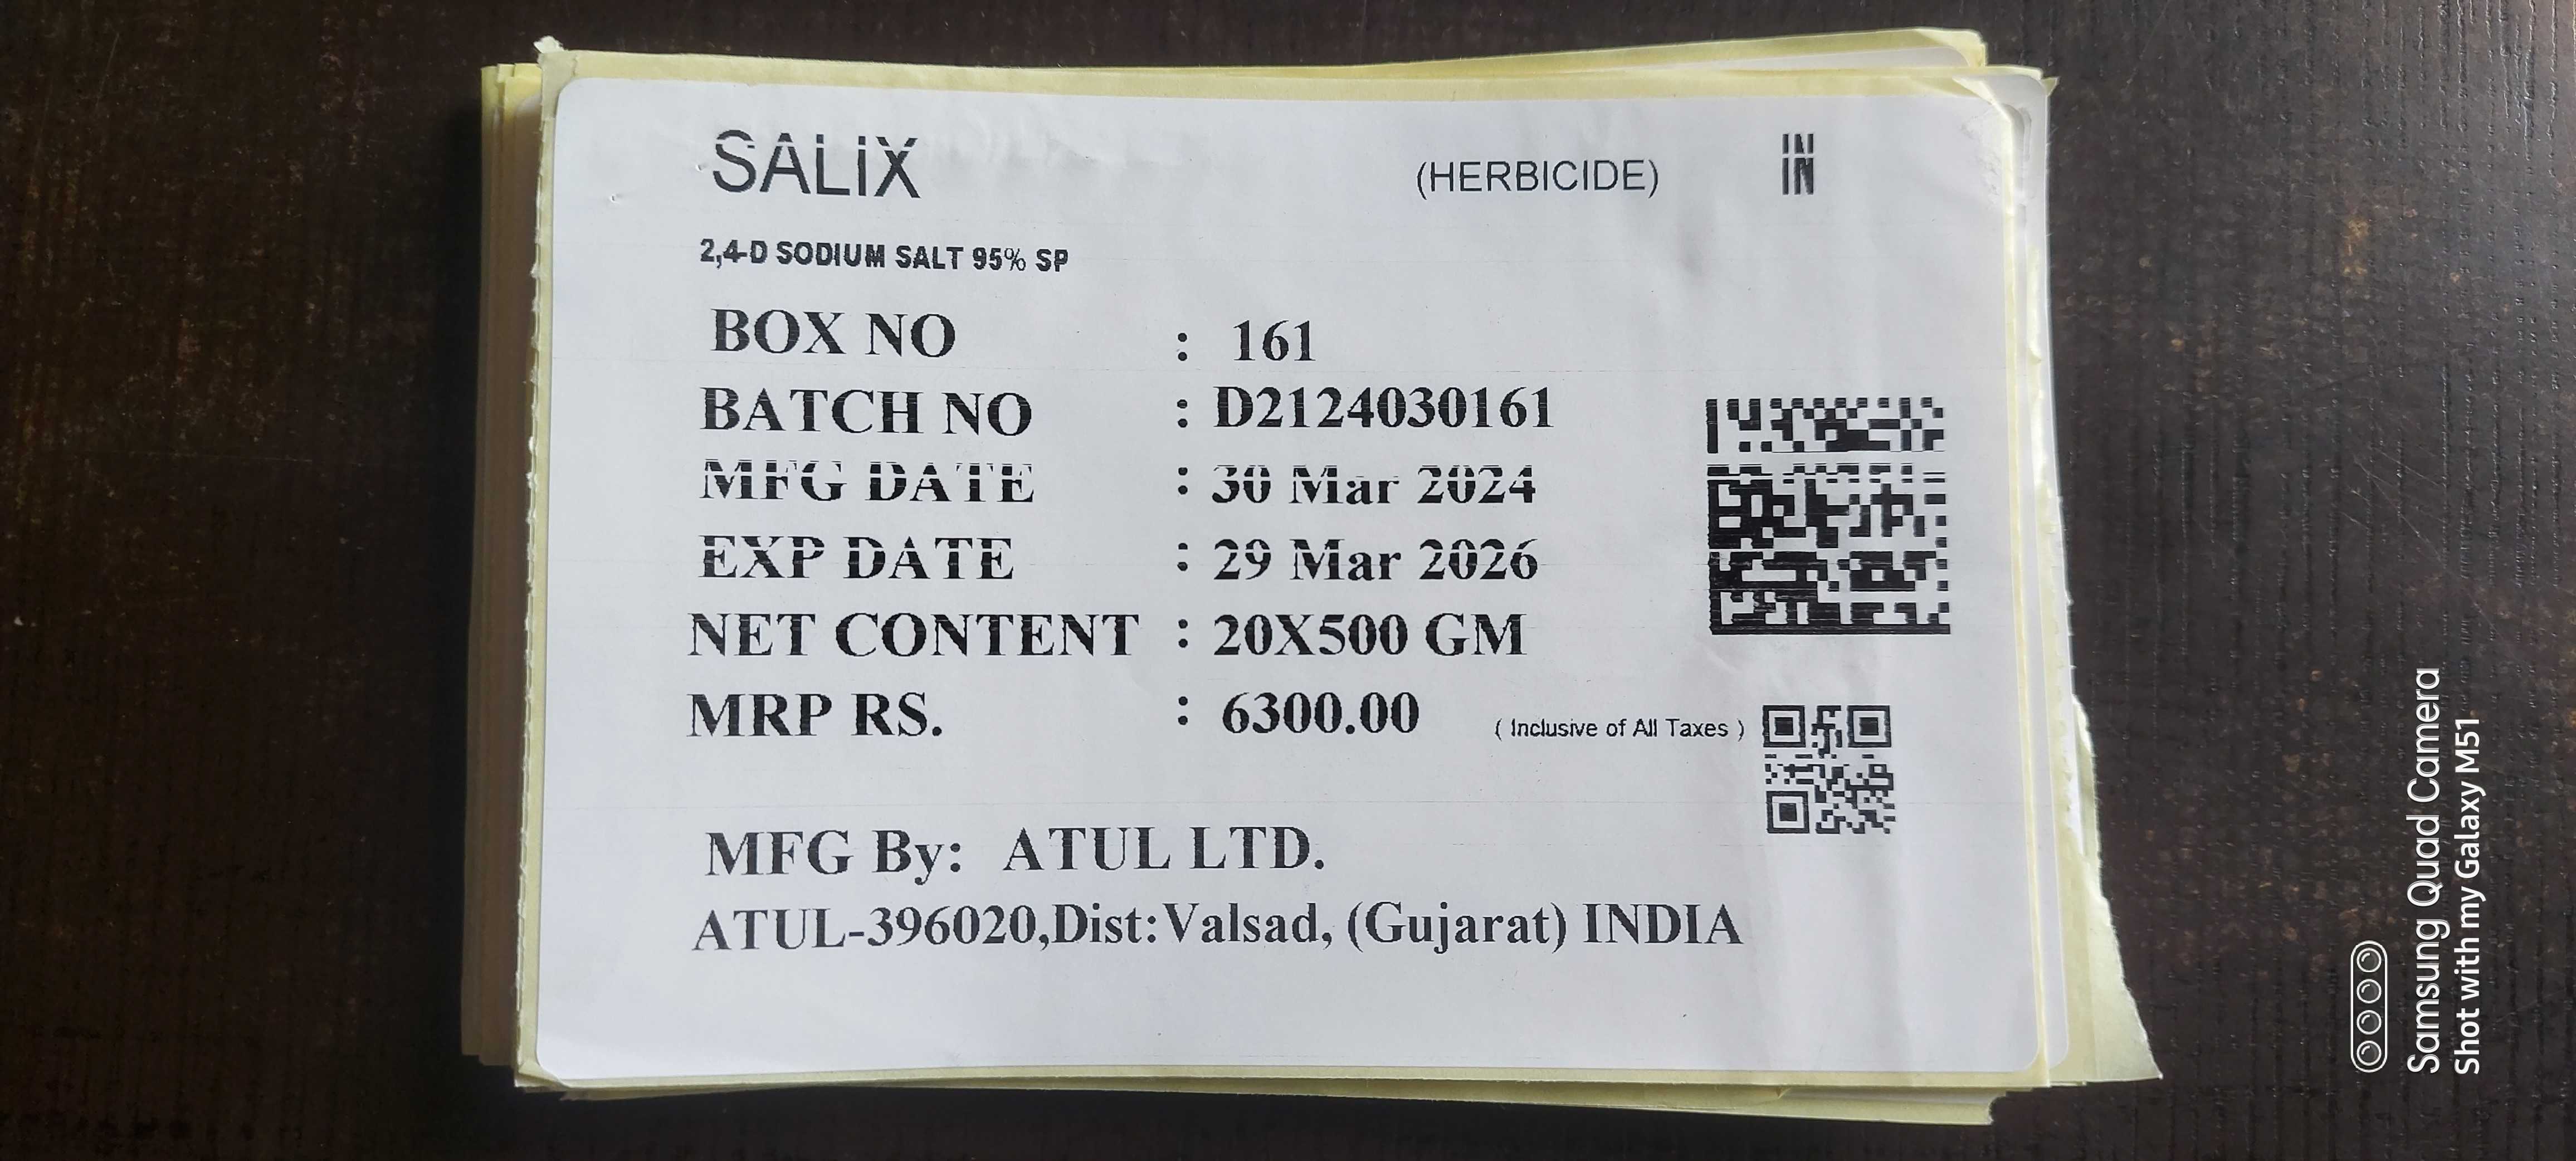 SALIX (HERBICIDE) IN
2,4-D SODIUM SALT 95% SP
BOX NO : 161
BATCH NO : D2124030161
MFG DATE : 30 Mar 2024
EXP DATE : 29 Mar 2026
NET CONTENT : 20X500 GM
MRP RS. : 6300.00 ( Inclusive of All Taxes )
MFG By: ATUL LTD.
ATUL-396020,Dist:Valsad, (Gujarat) INDIA
Samsung Quad Camera
Shot with my Galaxy M51